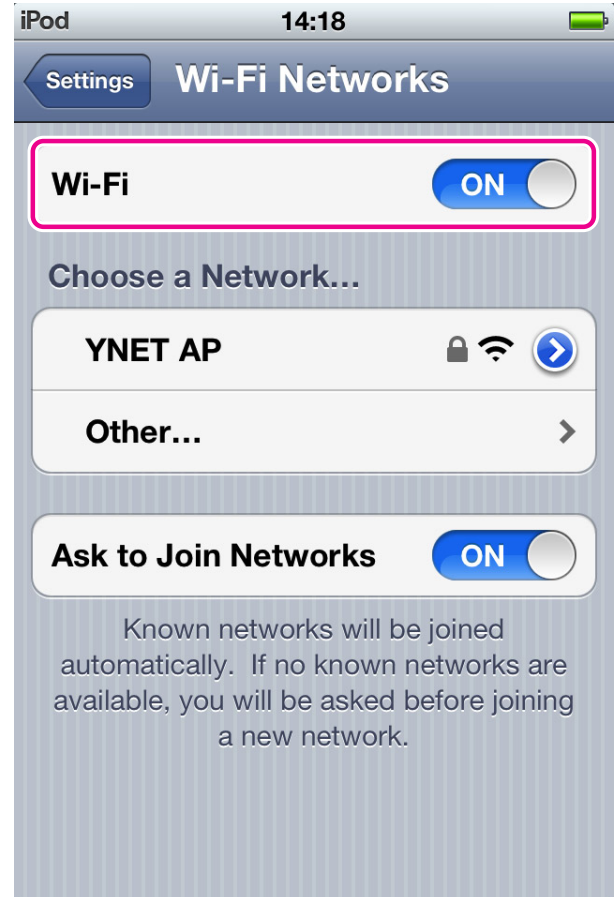 iPod 14:18
Settings Wi-Fi Networks
Wi-Fi ON
Choose a Network...
YNET AP
Other...
Ask to Join Networks ON
Known networks will be joined
automatically.  If no known networks are
available, you will be asked before joining
a new network.